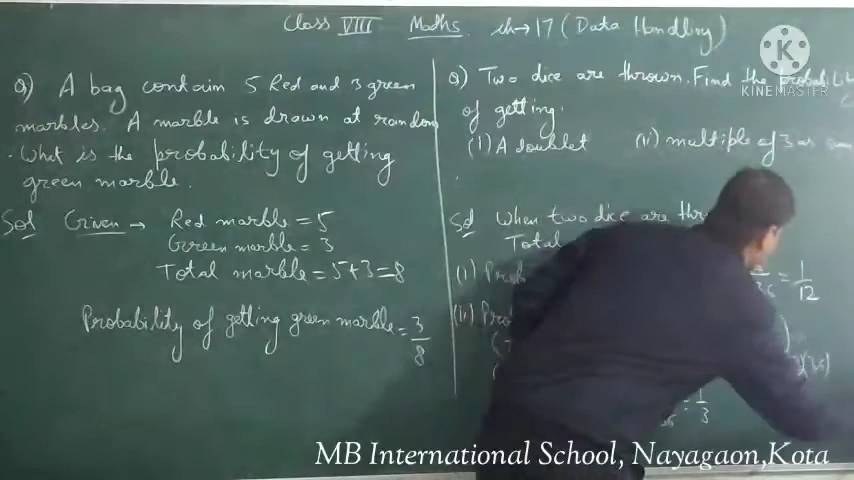 Class VIII Maths ch→17 (Data Handling)
KINEMASTER
Q) A bag contain 5 Red and 3 green
marbles. A marble is drawn at random
. What is the probability of getting
green marble.
Sol Given → Red marble = 5
Green marble = 3
Total marble = 5+3=8
Probability of getting green marble = 3/8
Q) Two dice are thrown. Find the
of getting.
(i) A doublet (ii) multiple of 3 as
Sol When two dice are
Total
(i)
= 1/12
(ii)
= 1/3
MB International School, Nayagaon,Kota